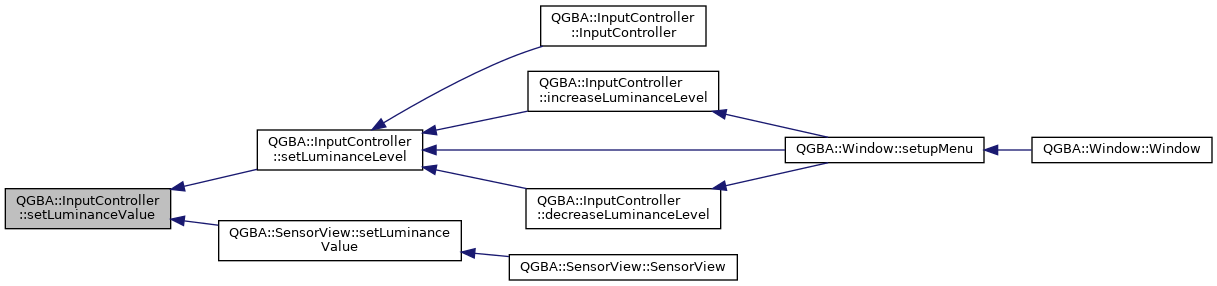 QGBA::InputController
::InputController
QGBA::InputController
::increaseLuminanceLevel
QGBA::InputController
::setLuminanceLevel
QGBA::Window::setupMenu
QGBA::Window::Window
QGBA::InputController
::setLuminanceValue
QGBA::InputController
::decreaseLuminanceLevel
QGBA::SensorView::setLuminance
Value
QGBA::SensorView::SensorView